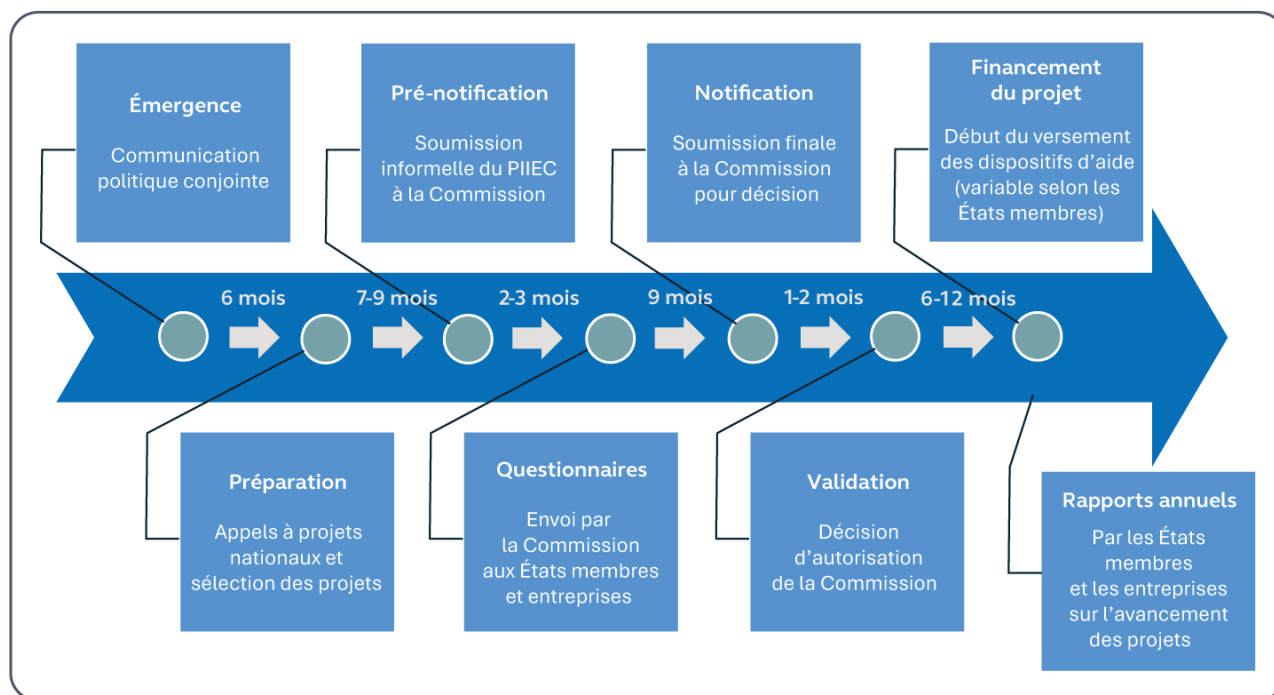 Émergence
Communication
politique conjointe
Pré-notification
Soumission
informelle du PIIEC
à la Commission
Notification
Soumission finale
à la Commission
pour décision
Financement
du projet
Début du versement
des dispositifs d’aide
(variable selon les
États membres)
6 mois
7-9 mois
2-3 mois
9 mois
1-2 mois
6-12 mois
Préparation
Appels à projets
nationaux et
sélection des projets
Questionnaires
Envoi par
la Commission
aux États membres
et entreprises
Validation
Décision
d’autorisation
de la Commission
Rapports annuels
Par les États
membres
et les entreprises
sur l’avancement
des projets